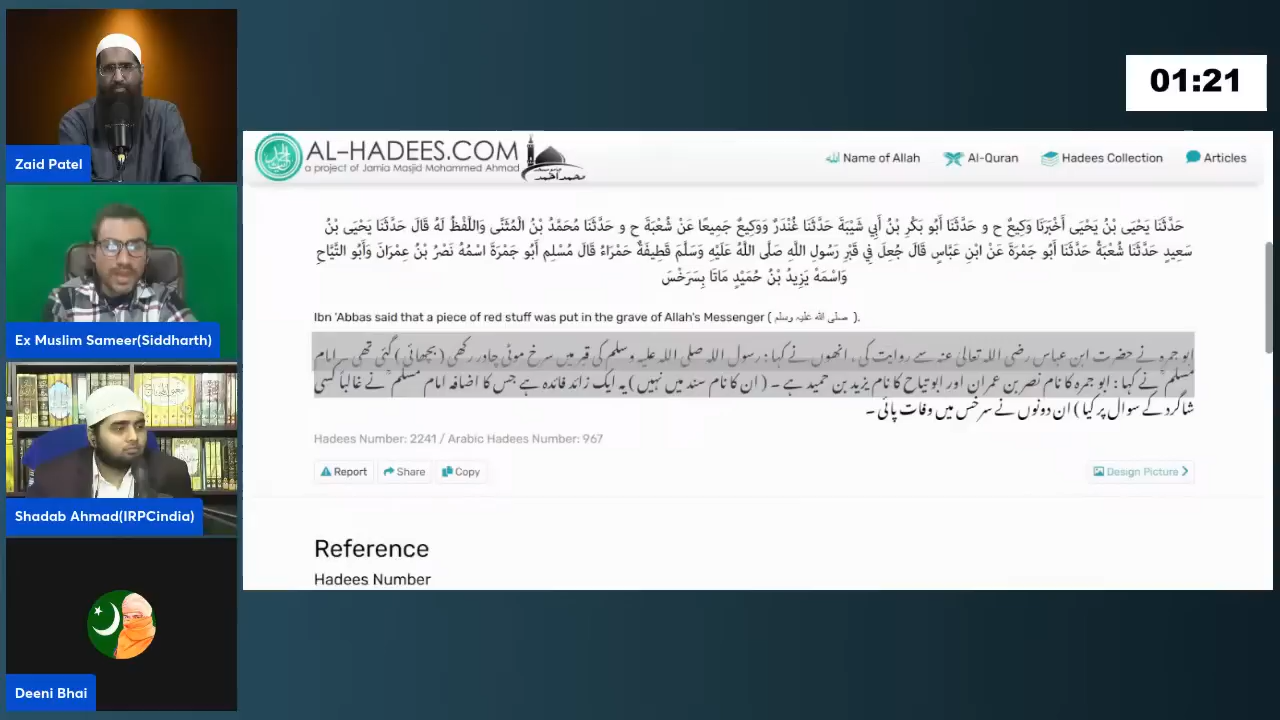 Zaid Patel
Ex Muslim Sameer(Siddharth)
Shadab Ahmad(IRPCindia)
Deeni Bhai
01:21
AL-HADEES.COM
a project of Jamia Masjid Mohammed Ahmad
Name of Allah
Al-Quran
Hadees Collection
Articles
حَدَّثَنَا يَحْيَى بْنُ يَحْيَى أَخْبَرَنَا وَكِيعٌ ح و حَدَّثَنَا أَبُو بَكْرِ بْنُ أَبِي شَيْبَةَ حَدَّثَنَا غُنْدَرٌ وَوَكِيعٌ جَمِيعًا عَنْ شُعْبَةَ ح و حَدَّثَنَا مُحَمَّدُ بْنُ الْمُثَنَّى وَاللَّفْظُ لَهُ قَالَ حَدَّثَنَا يَحْيَى بْنُ
سَعِيدٍ حَدَّثَنَا شُعْبَةُ حَدَّثَنَا أَبُو جَمْرَةَ عَنْ ابْنِ عَبَّاسٍ قَالَ جُعِلَ فِي قَبْرِ رَسُولِ اللَّهِ صَلَّى اللَّهُ عَلَيْهِ وَسَلَّمَ قَطِيفَةٌ حَمْرَاءُ قَالَ مُسْلِم أَبُو جَمْرَةَ اسْمُهُ نَصْرُ بْنُ عِمْرَانَ وَأَبُو التَّيَّاحِ
وَاسْمُهُ يَزِيدُ بْنُ حُمَيْدٍ مَاتَا بِسَرَخْسَ
Ibn 'Abbas said that a piece of red stuff was put in the grave of Allah's Messenger ( صلی اللہ علیہ وسلم ).
ابو جمرہ نے حضرت ابن عباس رضی اللہ تعالیٰ عنہ سے روایت کی ، انھوں نے کہا : رسول اللہ صلی اللہ علیہ وسلم کی قبر میں سرخ موٹی چادر رکھی ( بچھائی ) گئی تھی ۔ امام
مسلم ؒ نے کہا : ابو جمرہ کا نام نصر بن عمران اور ابو تیاح کا نام یزید بن حمید ہے ۔ ( ان کا نام سند میں نہیں ) یہ ایک زائد فائدہ ہے جس کا اضافہ امام مسلم ؒ نے غالباً کسی
شاگرد کے سوال پر کیا ) ان دونوں نے سرخس میں وفات پائی ۔
Hadees Number: 2241 / Arabic Hadees Number: 967
Report
Share
Copy
Design Picture
Reference
Hadees Number